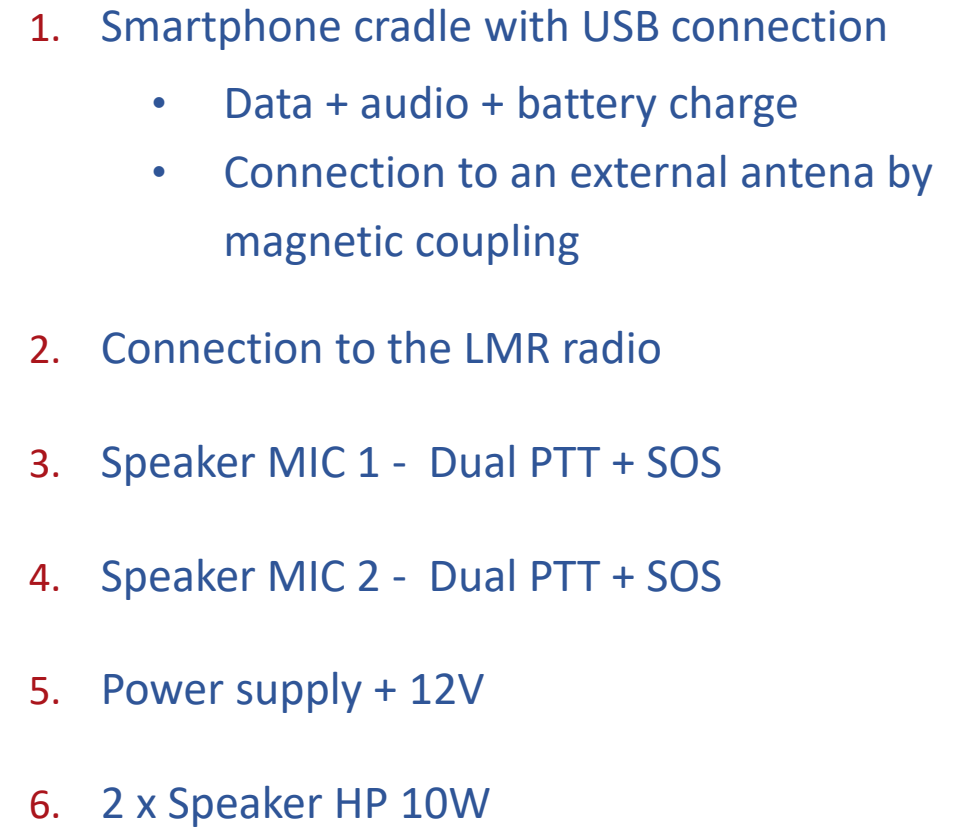 1. Smartphone cradle with USB connection
• Data + audio + battery charge
• Connection to an external antena by
magnetic coupling
2. Connection to the LMR radio
3. Speaker MIC 1 - Dual PTT + SOS
4. Speaker MIC 2 - Dual PTT + SOS
5. Power supply + 12V
6. 2 x Speaker HP 10W